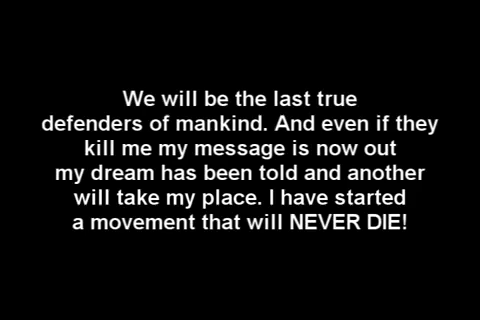 We will be the last true
defenders of mankind. And even if they
kill me my message is now out
my dream has been told and another
will take my place. I have started
a movement that will NEVER DIE!